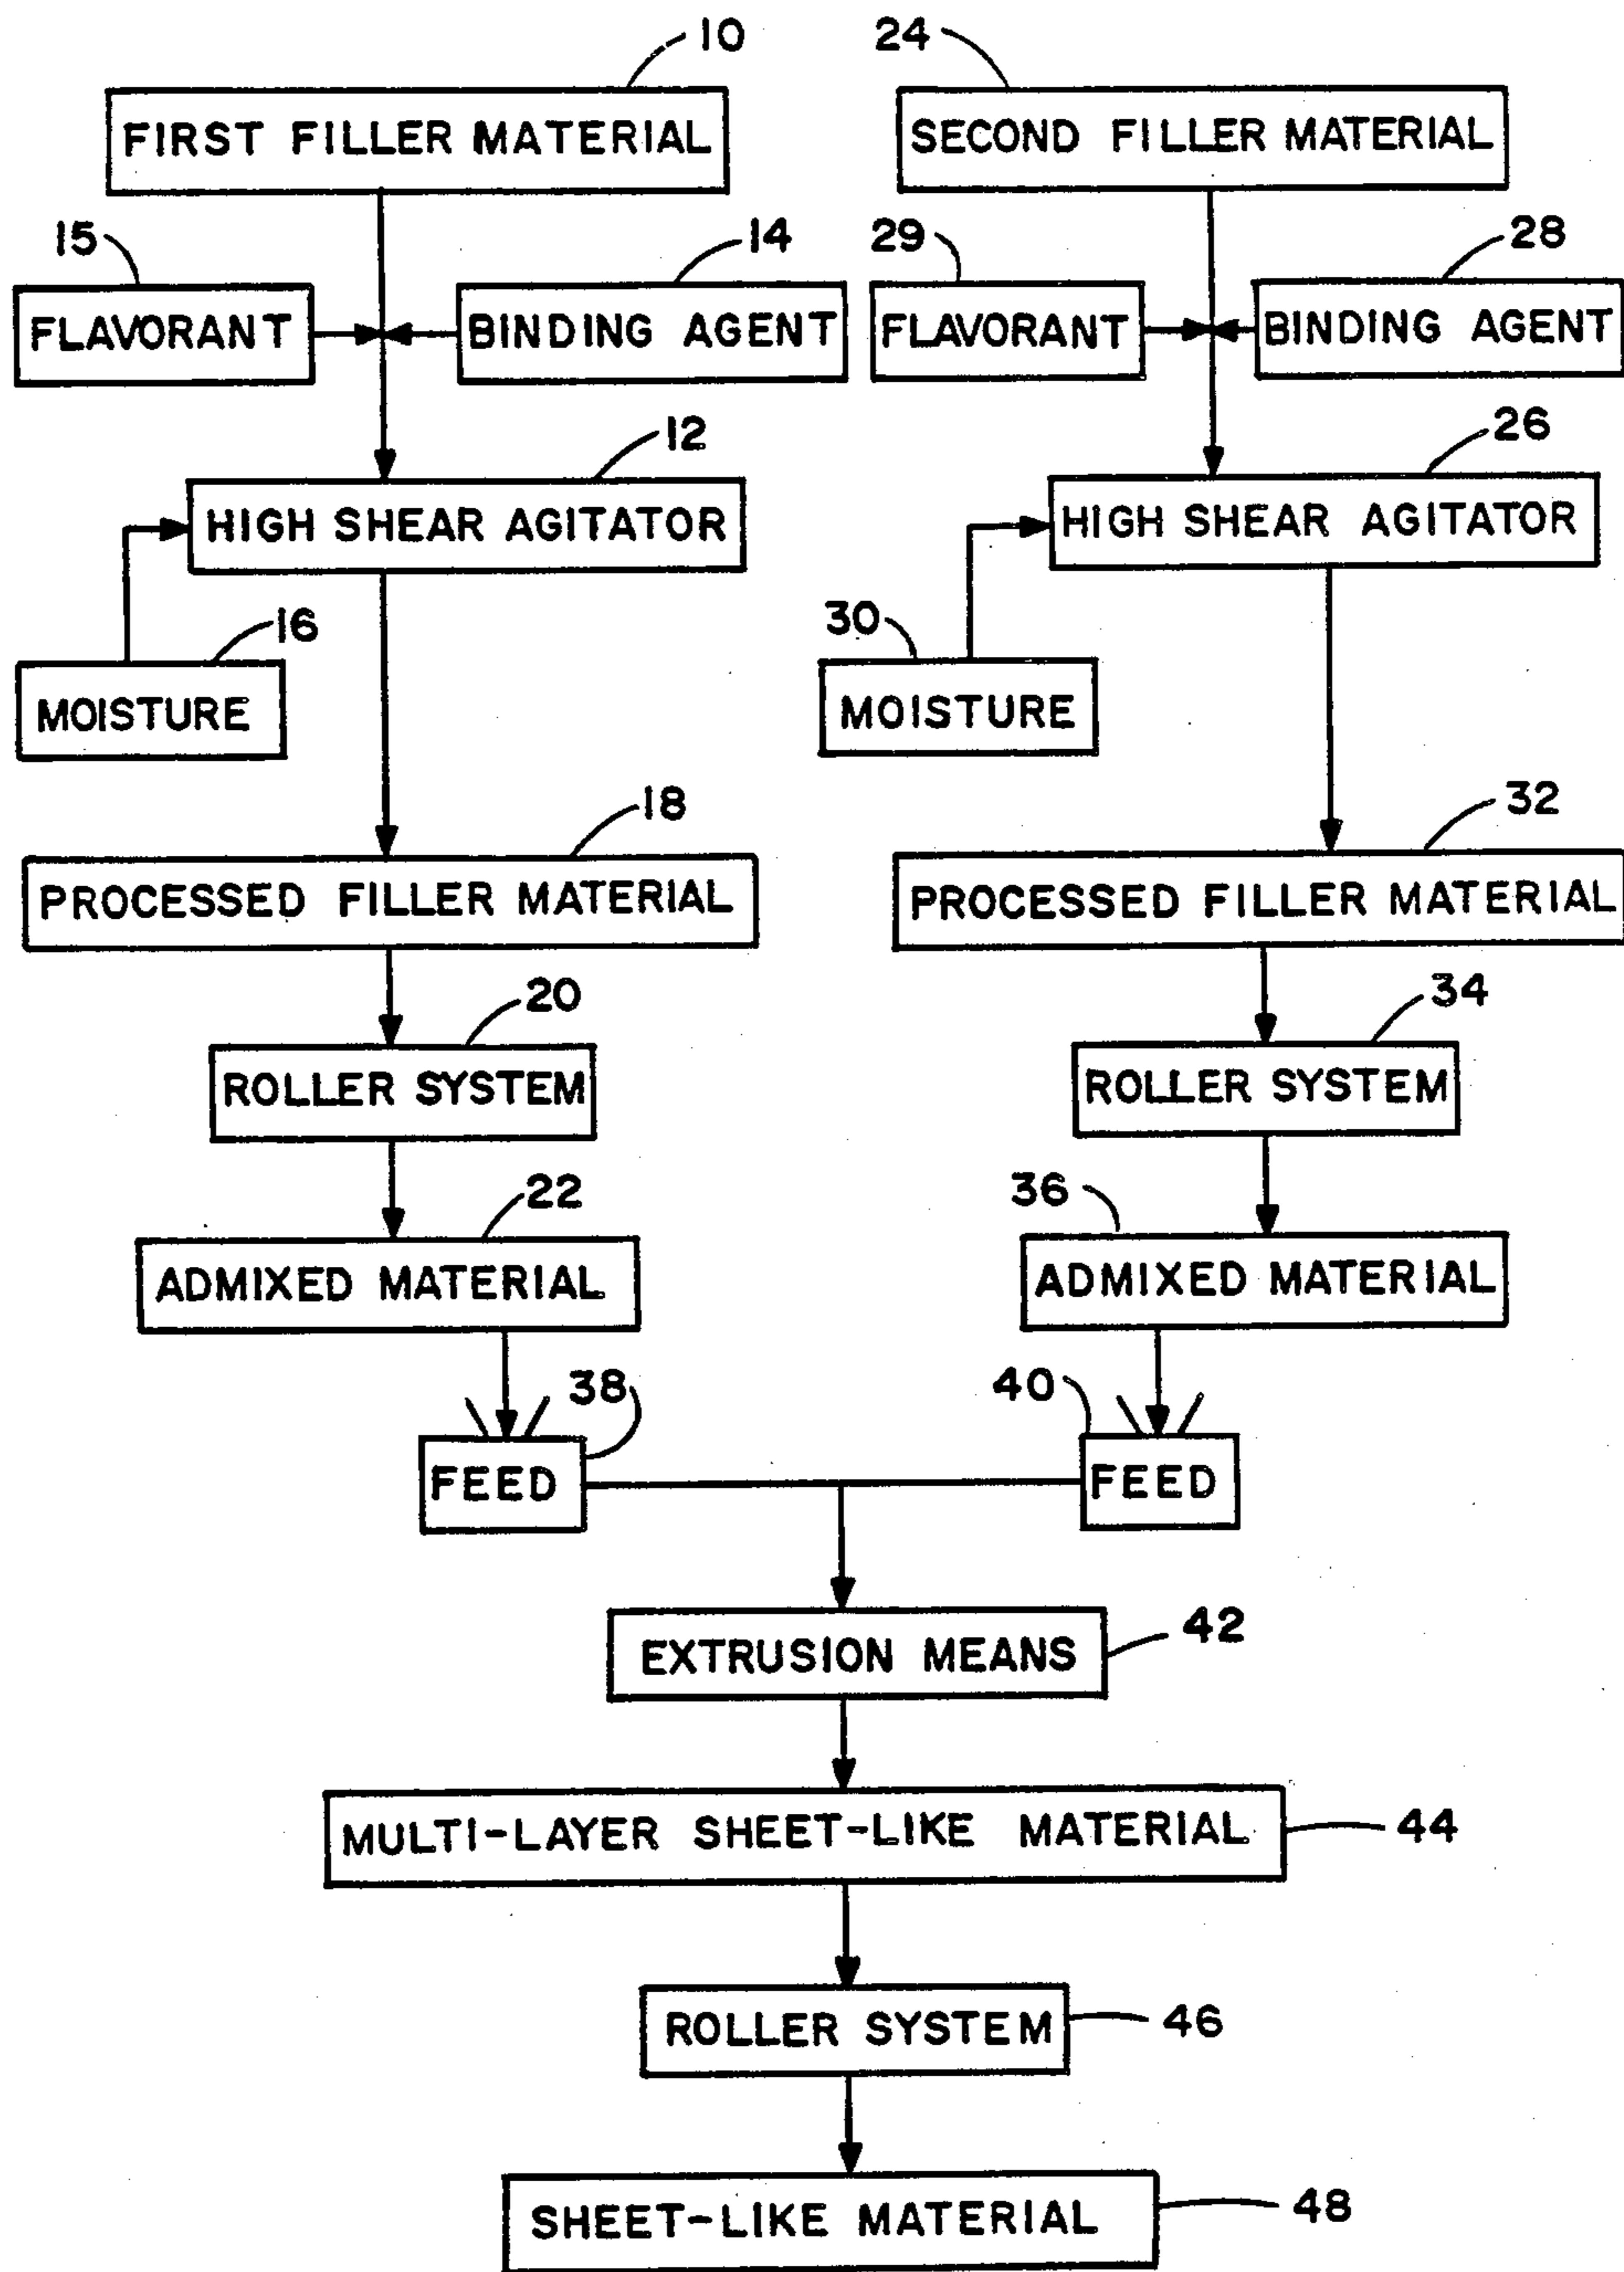 10
24
FIRST FILLER MATERIAL
SECOND FILLER MATERIAL
15
14
29
28
FLAVORANT
BINDING AGENT
FLAVORANT
BINDING AGENT
12
26
HIGH SHEAR AGITATOR
HIGH SHEAR AGITATOR
16
30
MOISTURE
MOISTURE
18
32
PROCESSED FILLER MATERIAL
PROCESSED FILLER MATERIAL
20
34
ROLLER SYSTEM
ROLLER SYSTEM
22
36
ADMIXED MATERIAL
ADMIXED MATERIAL
38
40
FEED
FEED
EXTRUSION MEANS
42
MULTI-LAYER SHEET-LIKE MATERIAL
44
ROLLER SYSTEM
46
SHEET-LIKE MATERIAL
48